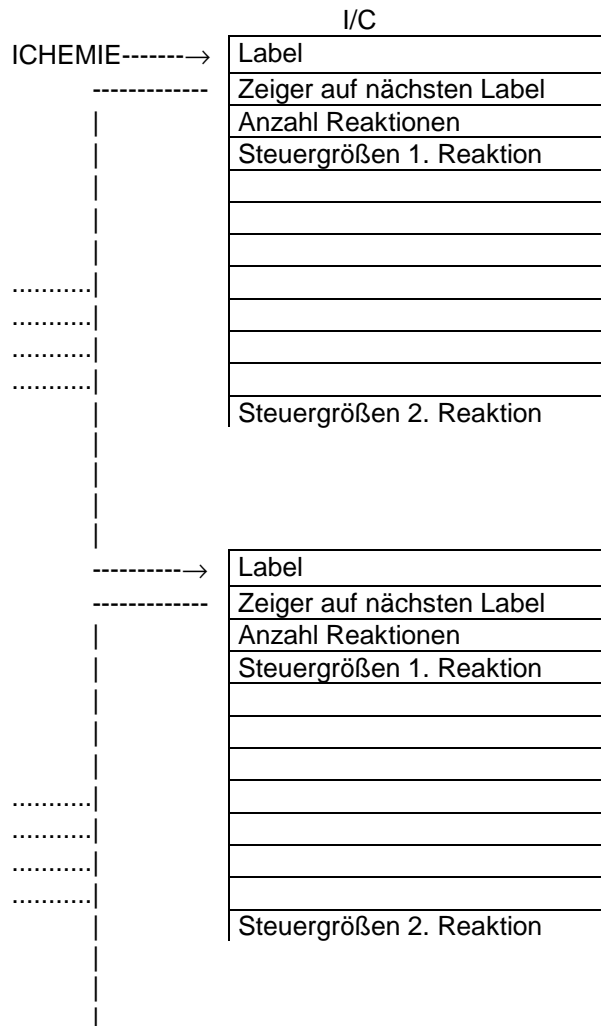 I/C
ICHEMIE-------→ Label
------------- Zeiger auf nächsten Label
Anzahl Reaktionen
Steuergrößen 1. Reaktion
...........|
...........|
...........|
...........|
Steuergrößen 2. Reaktion
----------→ Label
------------- Zeiger auf nächsten Label
Anzahl Reaktionen
Steuergrößen 1. Reaktion
...........|
...........|
...........|
...........|
Steuergrößen 2. Reaktion